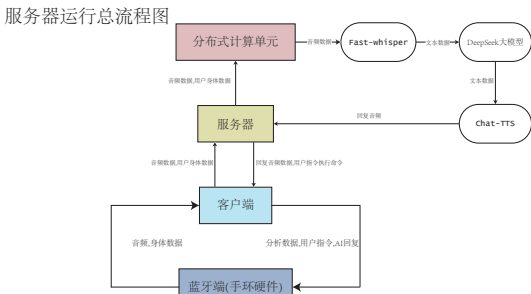 服务器运行总流程图
分布式计算单元
音频数据
Fast-whisper
文本数据
DeepSeek大模型
音频数据,用户身体数据
文本数据
服务器
回复音频
Chat-TTS
音频数据,用户身体数据
回复音频数据,用户指令执行命令
客户端
音频,身体数据
分析数据,用户指令,AI回复
蓝牙端(手环硬件)